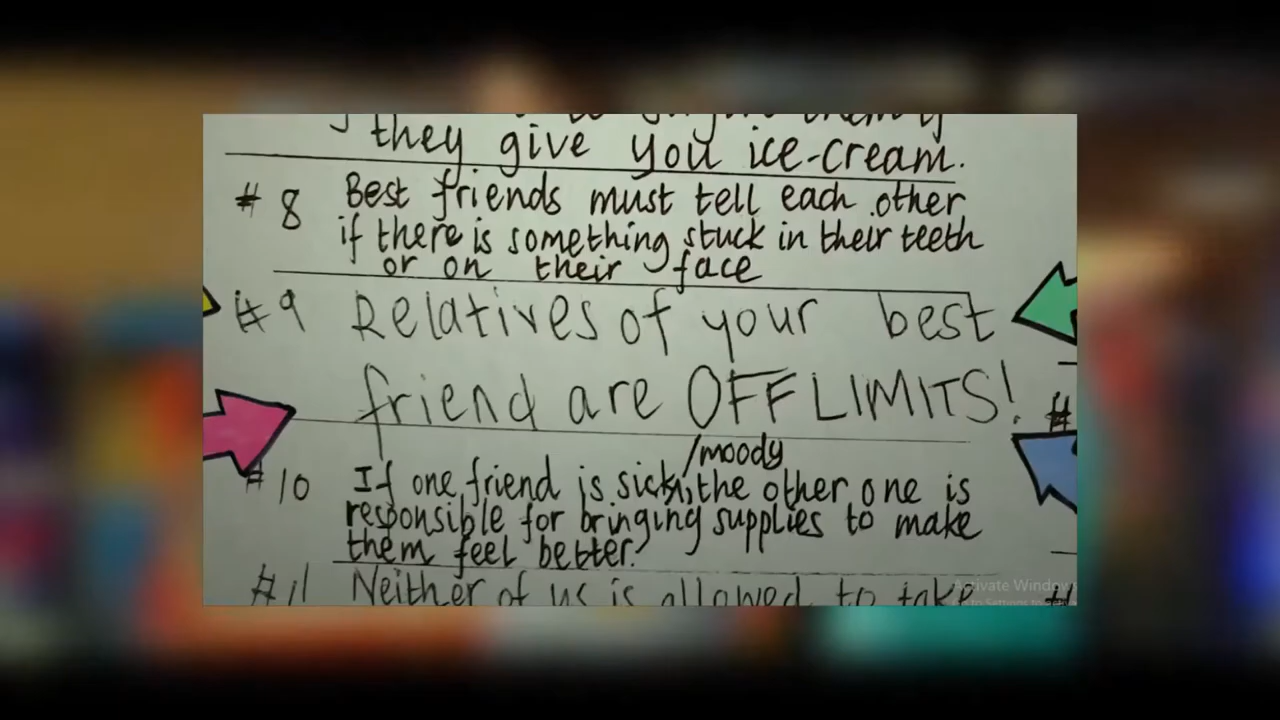 they give you ice-cream.
#8 Best friends must tell each other
if there is something stuck in their teeth
or on their face
#9 Relatives of your best
friend are OFF LIMITS!
#
/moody
#10 If one friend is sick, the other one is
responsible for bringing supplies to make
them feel better.
#11 Neither of us is allowed to take
#
Activate Windows